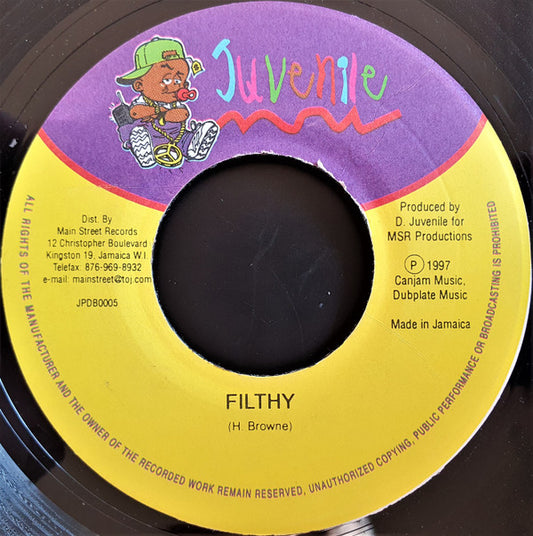 Juvenile
Dist. By
Main Street Records
12 Christopher Boulevard
Kingston 19, Jamaica W.I.
Telefax: 876-969-8932
e-mail: mainstreet@toj.com
JPDB0005
Produced by
D. Juvenile for
MSR Productions
Ⓟ 1997
Canjam Music,
Dubplate Music
Made in Jamaica
FILTHY
(H. Browne)
ALL RIGHTS OF THE MANUFACTURER AND THE OWNER OF THE RECORDED WORK REMAIN RESERVED, UNAUTHORIZED COPYING, PUBLIC PERFORMANCE OR BROADCASTING IS PROHIBITED